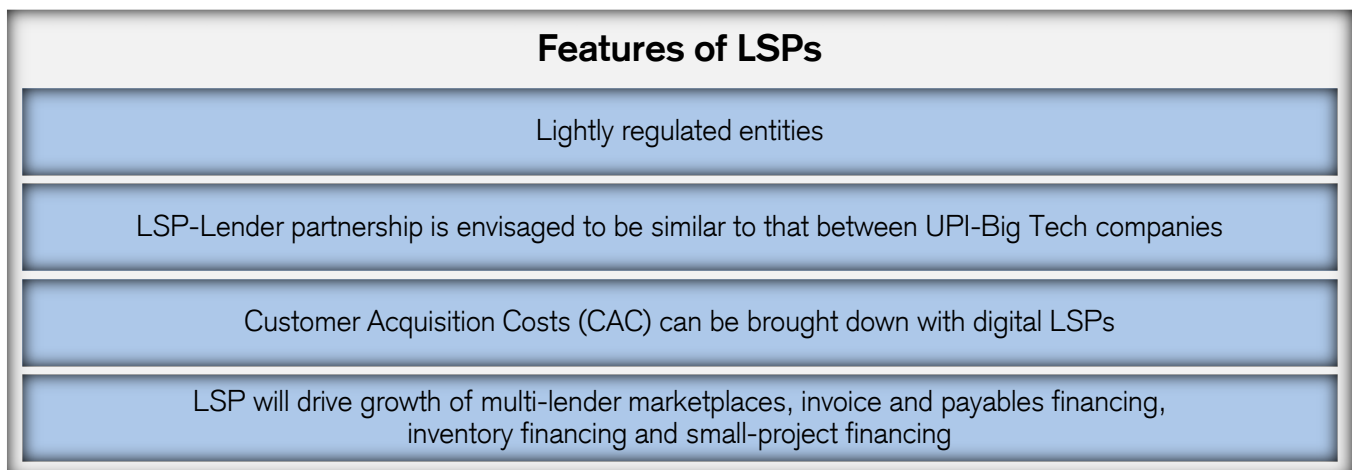 Features of LSPs
Lightly regulated entities
LSP-Lender partnership is envisaged to be similar to that between UPI-Big Tech companies
Customer Acquisition Costs (CAC) can be brought down with digital LSPs
LSP will drive growth of multi-lender marketplaces, invoice and payables financing,
inventory financing and small-project financing